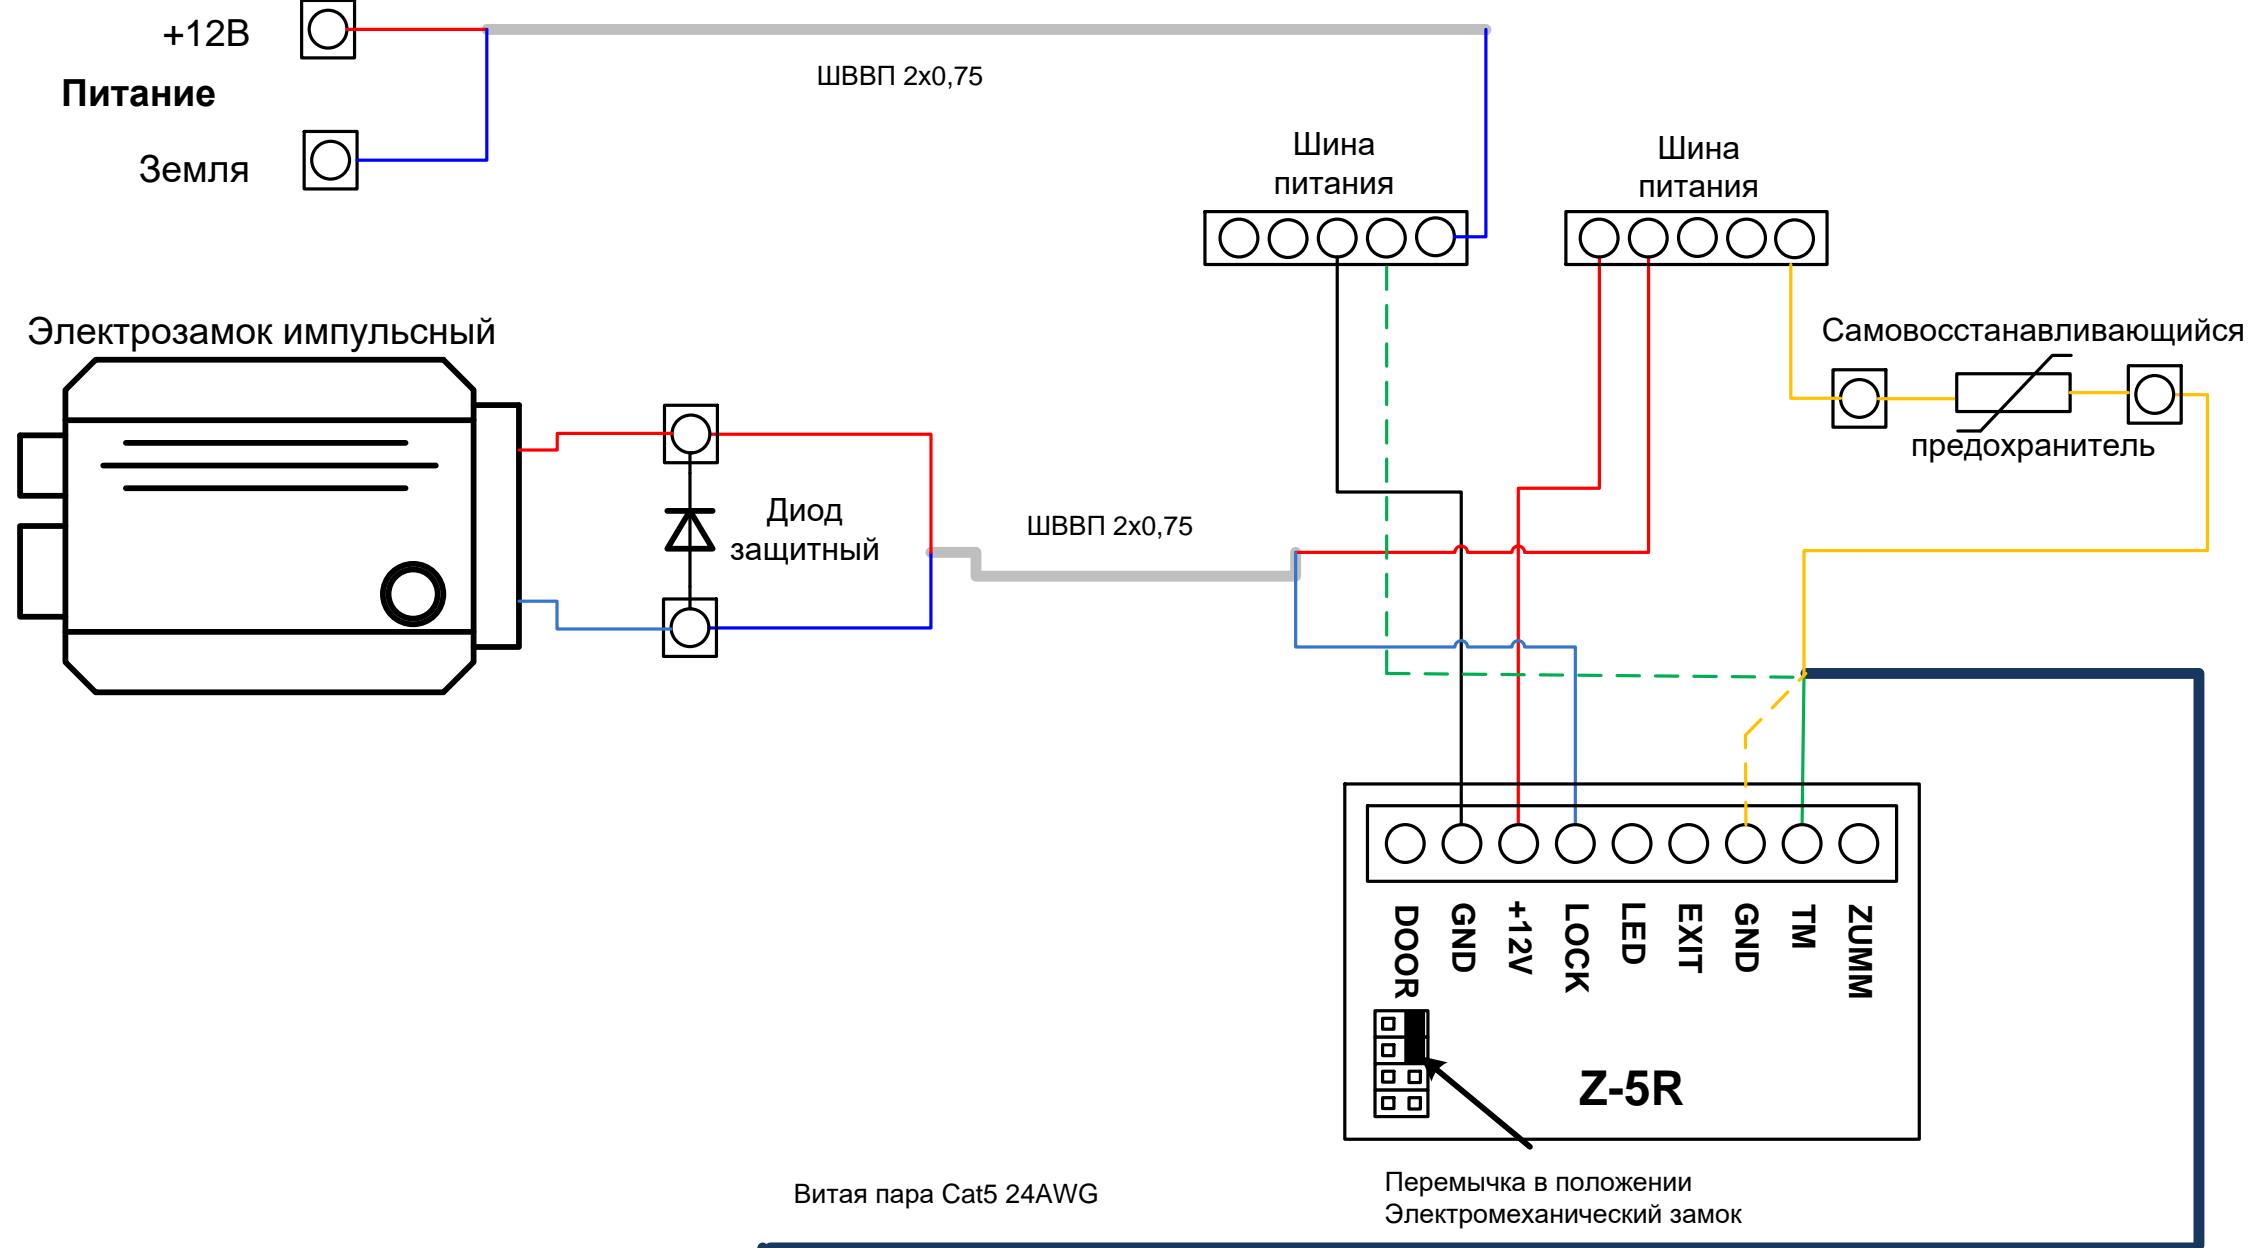 +12В
Питание
Земля
ШВВП 2х0,75
Шина
питания
Шина
питания
Электрозамок импульсный
Самовосстанавливающийся
предохранитель
Диод
защитный
ШВВП 2х0,75
DOOR
GND
+12V
LOCK
LED
EXIT
GND
TM
ZUMM
Z-5R
Перемычка в положении
Электромеханический замок
Витая пара Cat5 24AWG